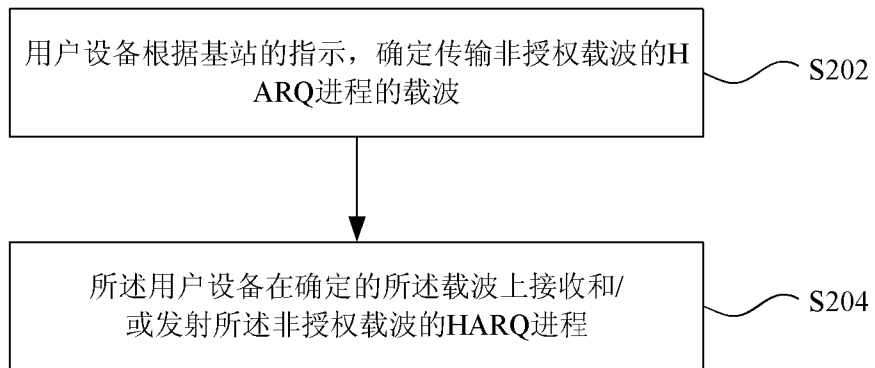 用户设备根据基站的指示，确定传输非授权载波的H
ARQ进程的载波
S202
所述用户设备在确定的所述载波上接收和/
或发射所述非授权载波的HARQ进程
S204